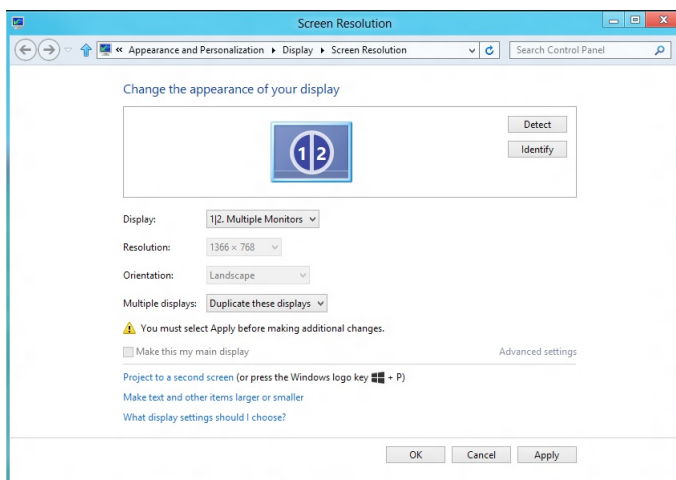 Screen Resolution
« Appearance and Personalization ▸ Display ▸ Screen Resolution
Search Control Panel
Change the appearance of your display
1|2
Detect
Identify
Display: 1|2. Multiple Monitors
Resolution: 1366 × 768
Orientation: Landscape
Multiple displays: Duplicate these displays
You must select Apply before making additional changes.
Make this my main display Advanced settings
Project to a second screen (or press the Windows logo key + P)
Make text and other items larger or smaller
What display settings should I choose?
OK Cancel Apply